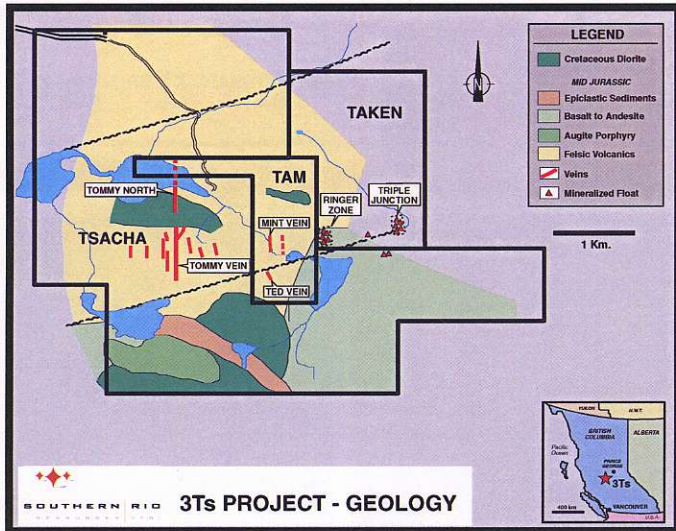 LEGEND
Cretaceous Diorite
MID JURASSIC
Epiclastic Sediments
Basalt to Andesite
Augite Porphyry
Felsic Volcanics
Veins
Mineralized Float
1 Km.
TAKEN
TAM
TOMMY NORTH
RINGER
ZONE
TRIPLE
JUNCTION
MINT VEIN
TSACHA
TOMMY VEIN
TED VEIN
YUKON
N.W.T.
BRITISH
COLUMBIA
ALBERTA
Pacific
Ocean
PRINCE
GEORGE
3Ts
400 km
VANCOUVER
U.S.A.
SOUTHERN RIO
RESOURCES LTD.
3Ts PROJECT - GEOLOGY